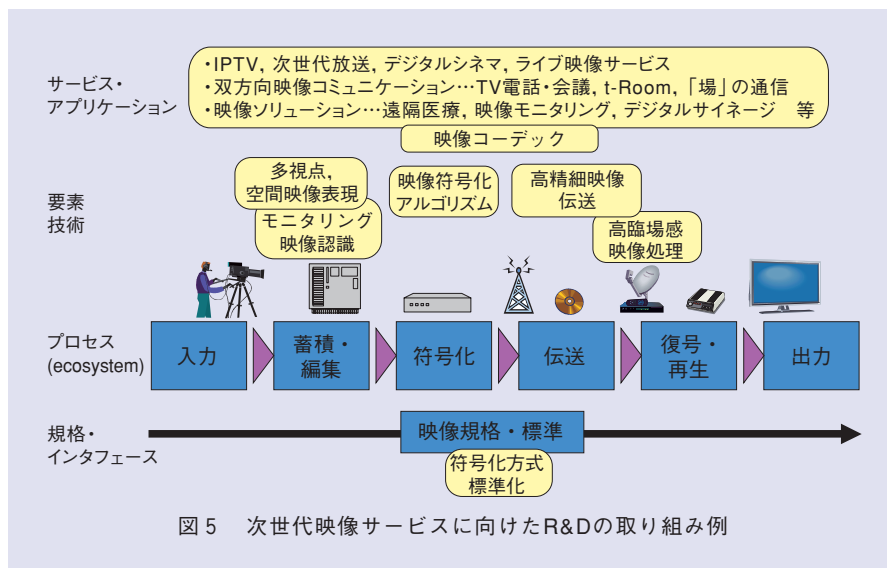 サービス・
アプリケーション
・IPTV, 次世代放送, デジタルシネマ, ライブ映像サービス
・双方向映像コミュニケーション…TV電話・会議, t-Room, 「場」の通信
・映像ソリューション…遠隔医療, 映像モニタリング, デジタルサイネージ 等
映像コーデック
要素
技術
多視点,
空間映像表現
モニタリング
映像認識
映像符号化
アルゴリズム
高精細映像
伝送
高臨場感
映像処理
プロセス
(ecosystem)
入力
蓄積・
編集
符号化
伝送
復号・
再生
出力
規格・
インタフェース
映像規格・標準
符号化方式
標準化
図5 次世代映像サービスに向けたR&Dの取り組み例